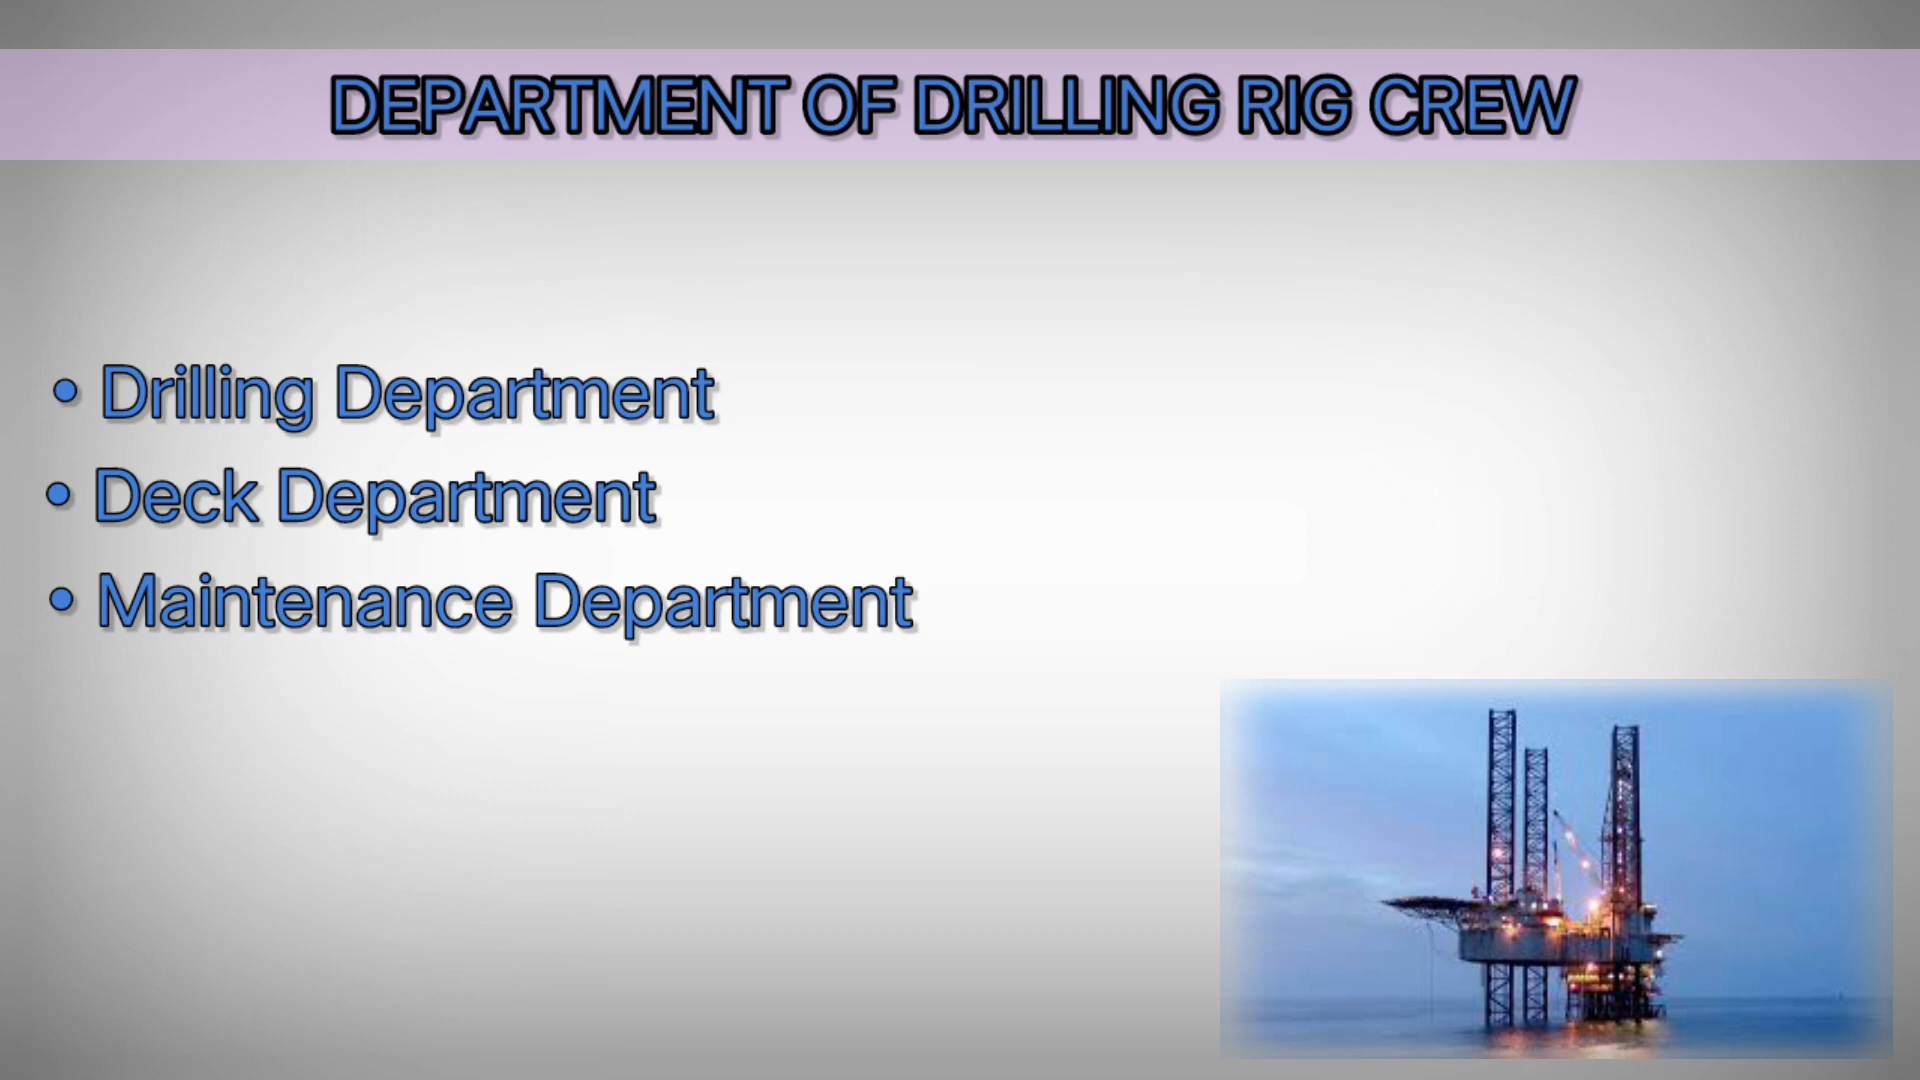 DEPARTMENT OF DRILLING RIG CREW
• Drilling Department
• Deck Department
• Maintenance Department